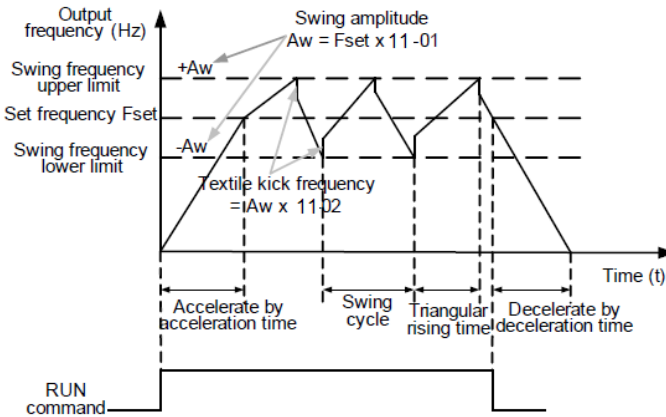 Output
frequency (Hz)
Swing amplitude
Aw = Fset x 11-01
Swing frequency
upper limit
+Aw
Set frequency Fset
-Aw
Swing frequency
lower limit
Textile kick frequency
= Aw x 11-02
Time (t)
Accelerate by
acceleration time
Swing
cycle
Triangular
rising time
Decelerate by
deceleration time
RUN
command